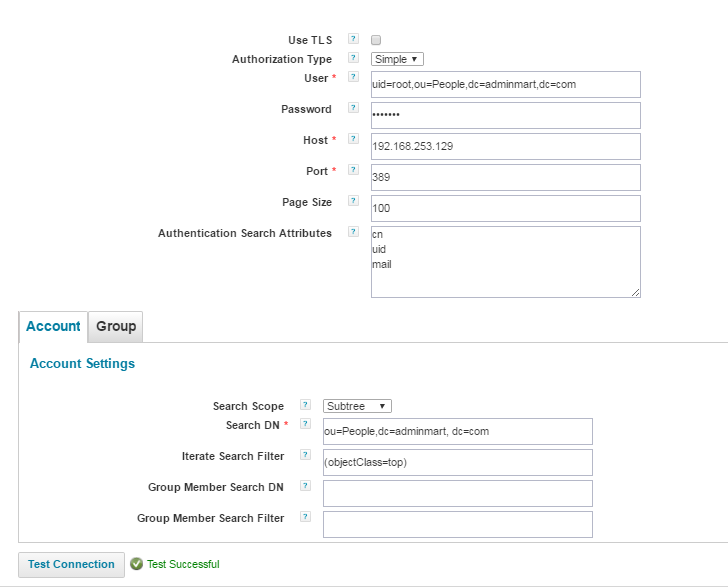 Use TLS ?
Authorization Type ? Simple
User * ? uid=root,ou=People,dc=adminmart,dc=com
Password ? •••••••
Host * ? 192.168.253.129
Port * ? 389
Page Size ? 100
Authentication Search Attributes ? cn
uid
mail
Account Group
Account Settings
Search Scope ? Subtree
Search DN * ? ou=People,dc=adminmart, dc=com
Iterate Search Filter ? (objectClass=top)
Group Member Search DN ?
Group Member Search Filter ?
Test Connection Test Successful